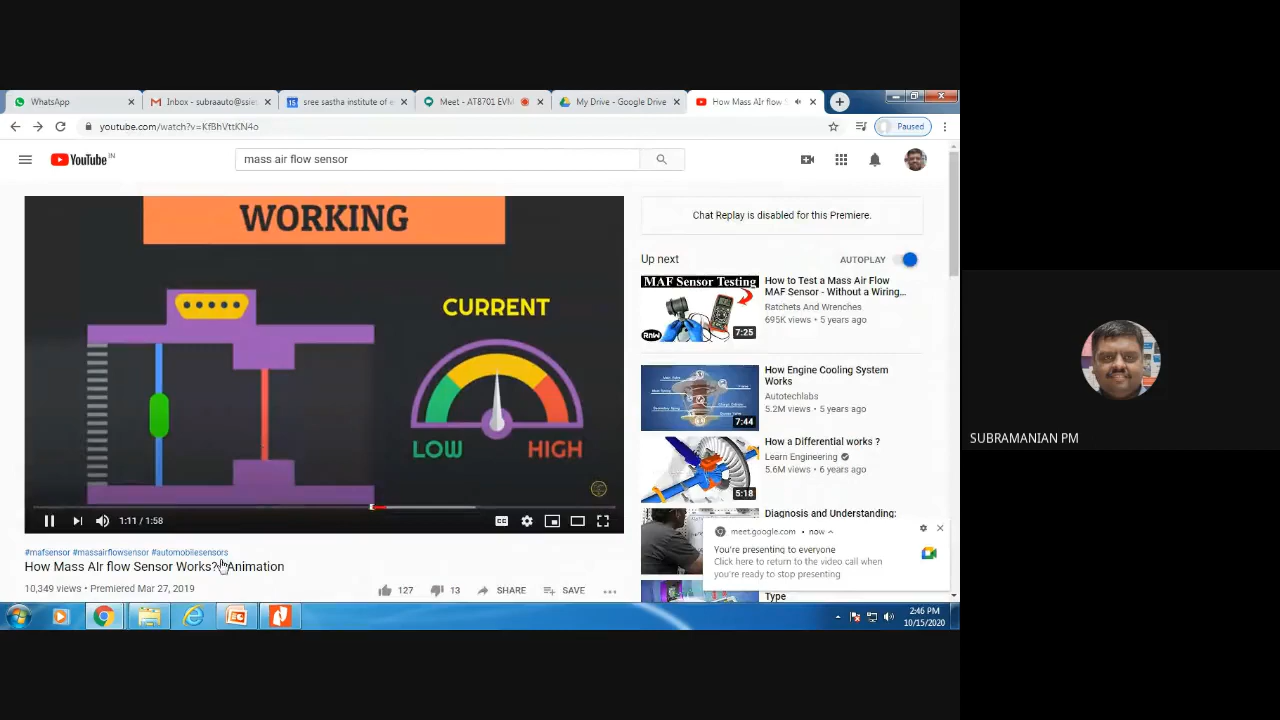 WhatsApp
Inbox - subraauto@ssie
sree sastha institute of e
Meet - AT8701 EVM
My Drive - Google Drive
How Mass AIr flow S
youtube.com/watch?v=KfBhVttKN4o
Paused
YouTube IN
mass air flow sensor
WORKING
CURRENT
LOW
HIGH
1:11 / 1:58
CC
#mafsensor #massairflowsensor #automobilesensors
How Mass AIr flow Sensor Works? Animation
10,349 views • Premiered Mar 27, 2019
127
13
SHARE
SAVE
Chat Replay is disabled for this Premiere.
Up next
AUTOPLAY
MAF Sensor Testing
RnW
7:25
How to Test a Mass Air Flow
MAF Sensor - Without a Wiring...
Ratchets And Wrenches
695K views • 5 years ago
7:44
How Engine Cooling System
Works
Autotechlabs
5.2M views • 5 years ago
5:18
How a Differential works ?
Learn Engineering
5.6M views • 6 years ago
Diagnosis and Understanding:
meet.google.com • now
You're presenting to everyone
Click here to return to the video call when
you're ready to stop presenting
Type
2:46 PM
10/15/2020
SUBRAMANIAN PM